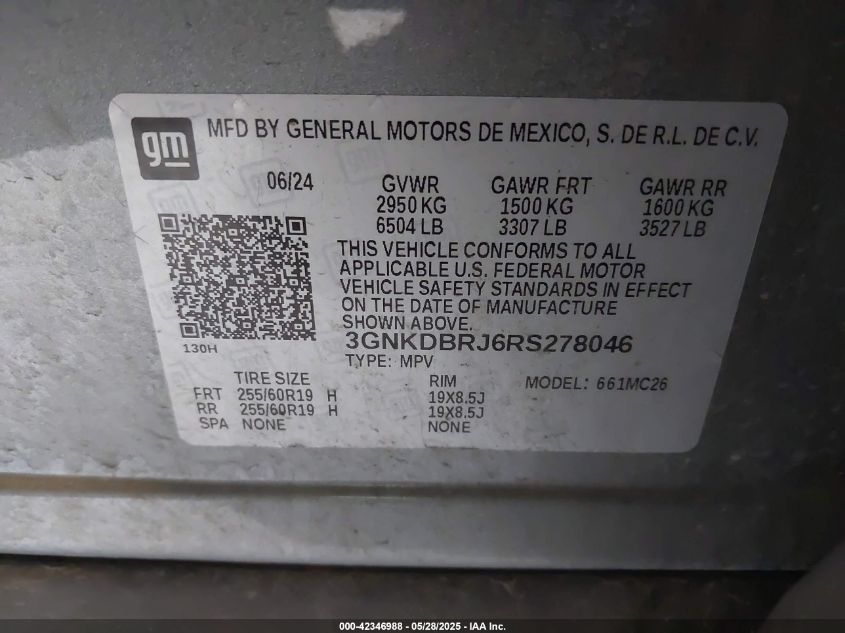 gm MFD BY GENERAL MOTORS DE MEXICO, S. DE R.L. DE C.V.
06/24 GVWR GAWR FRT GAWR RR
2950 KG 1500 KG 1600 KG
6504 LB 3307 LB 3527 LB
THIS VEHICLE CONFORMS TO ALL
APPLICABLE U.S. FEDERAL MOTOR
VEHICLE SAFETY STANDARDS IN EFFECT
ON THE DATE OF MANUFACTURE
SHOWN ABOVE.
3GNKDBRJ6RS278046
130H TYPE: MPV
TIRE SIZE RIM MODEL: 661MC26
FRT 255/60R19 H 19X8.5J
RR 255/60R19 H 19X8.5J
SPA NONE NONE
000-42346988 — 05/28/2025 - IAA Inc.